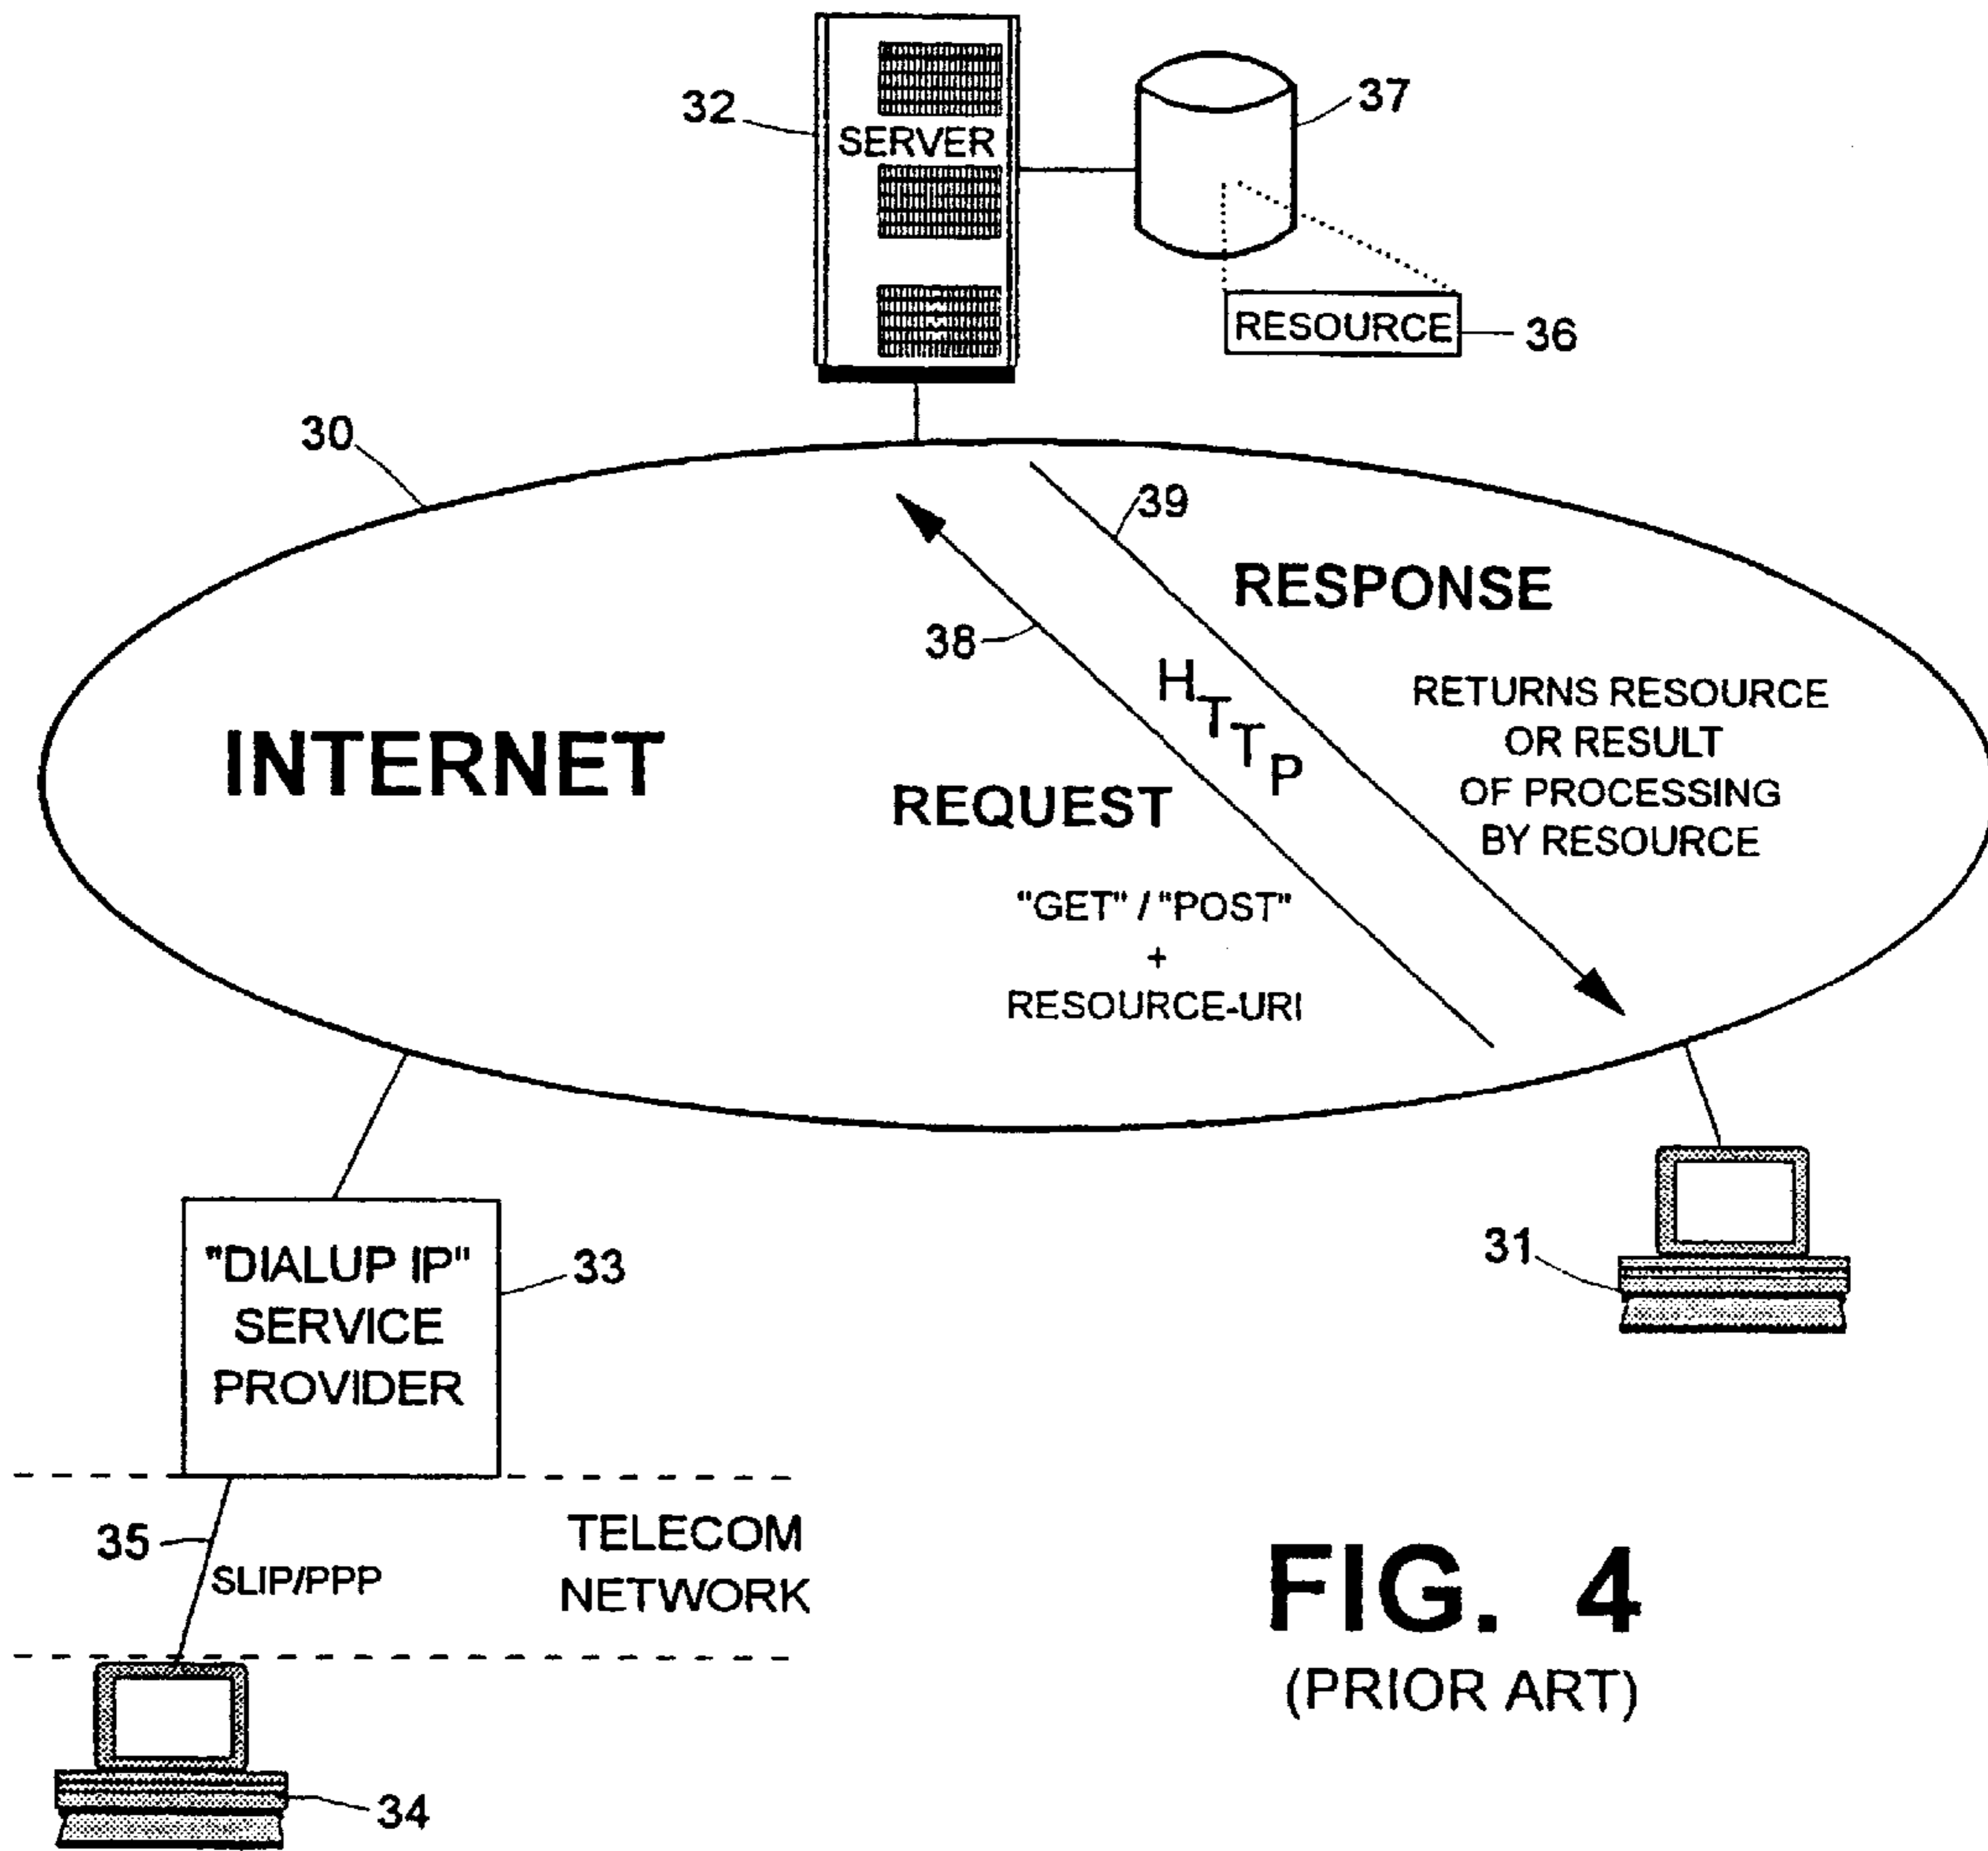 32
SERVER
37
RESOURCE
36
30
39
RESPONSE
38
HTTP
RETURNS RESOURCE
OR RESULT
OF PROCESSING
BY RESOURCE
INTERNET
REQUEST
"GET" / "POST"
+
RESOURCE-URI
"DIALUP IP"
SERVICE
PROVIDER
33
31
35
SLIP/PPP
TELECOM
NETWORK
34
FIG. 4
(PRIOR ART)